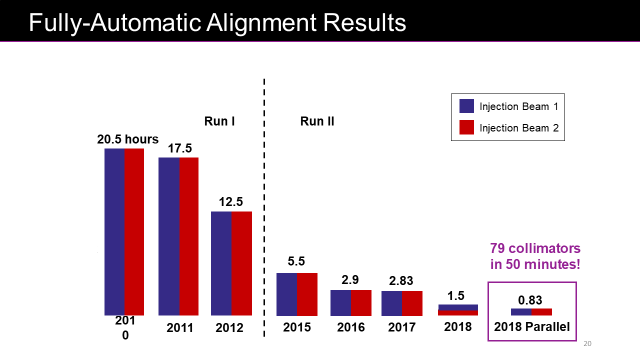 Fully-Automatic Alignment Results
Injection Beam 1
Injection Beam 2
Run I
Run II
20.5 hours
17.5
12.5
5.5
2.9
2.83
1.5
79 collimators
in 50 minutes!
0.83
201
0
2011
2012
2015
2016
2017
2018
2018 Parallel
20